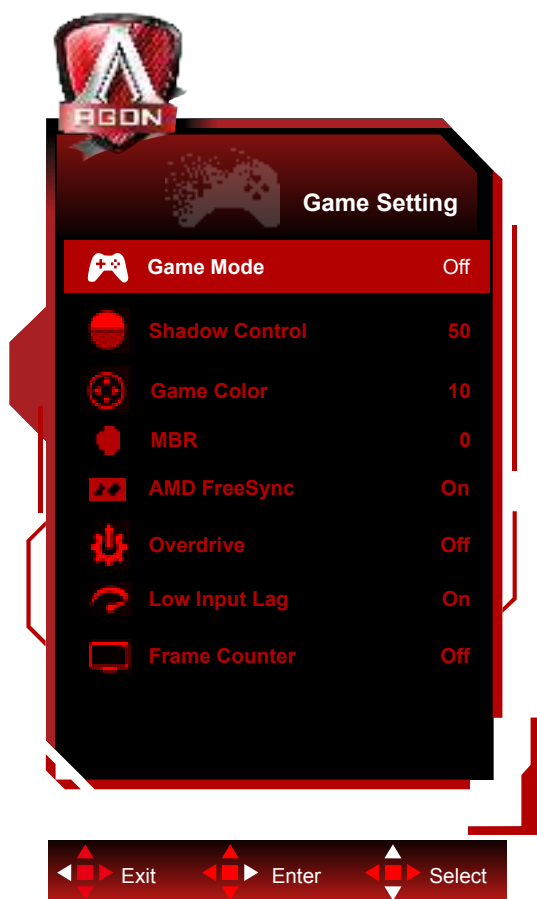 AGON
Game Setting
Game Mode Off
Shadow Control 50
Game Color 10
MBR 0
AMD FreeSync On
Overdrive Off
Low Input Lag On
Frame Counter Off
Exit Enter Select